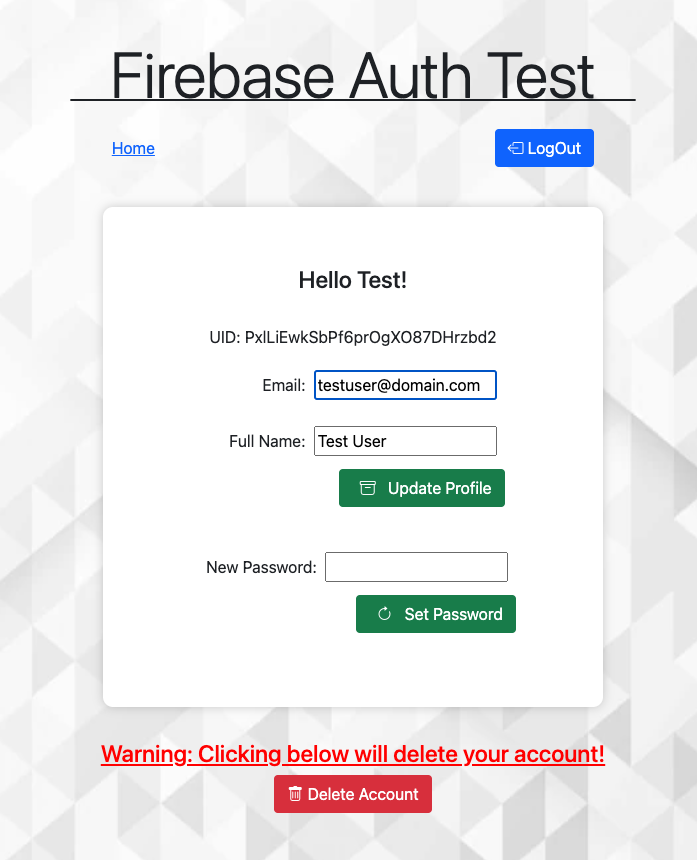 Firebase Auth Test
Home
LogOut
Hello Test!
UID: PxlLiEwkSbPf6prOgXO87DHrzbd2
Email: testuser@domain.com
Full Name: Test User
Update Profile
New Password:
Set Password
Warning: Clicking below will delete your account!
Delete Account